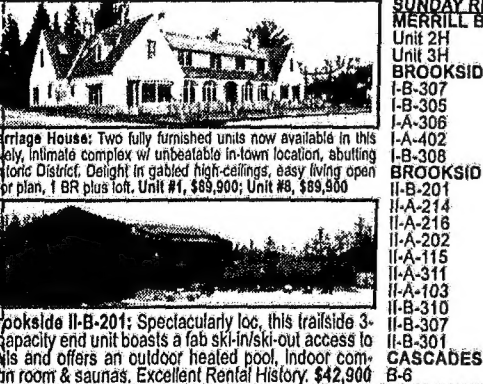 rriage House: Two fully furnished units now available in this
ely, intimate complex w/ unbeatable in-town location, abutting
storic District. Delight in gabled high-ceilings, easy living open
or plan, 1 BR plus loft. Unit #1, $69,900; Unit #8, $89,900
ookside II-B-201: Spectacularly loc, this trailside 3-
apacity end unit boasts a fab ski-in/ski-out access to
ils and offers an outdoor heated pool, indoor com-
n room & saunas, Excellent Rental History. $42,900
SUNDAY R
MERRILL B
Unit 2H
Unit 3H
BROOKSID
I-B-307
I-B-305
I-A-306
I-A-402
I-B-308
BROOKSID
II-B-201
II-A-214
II-A-216
II-A-202
II-A-115
II-A-311
II-A-103
II-B-310
II-B-307
II-B-301
CASCADES
B-6